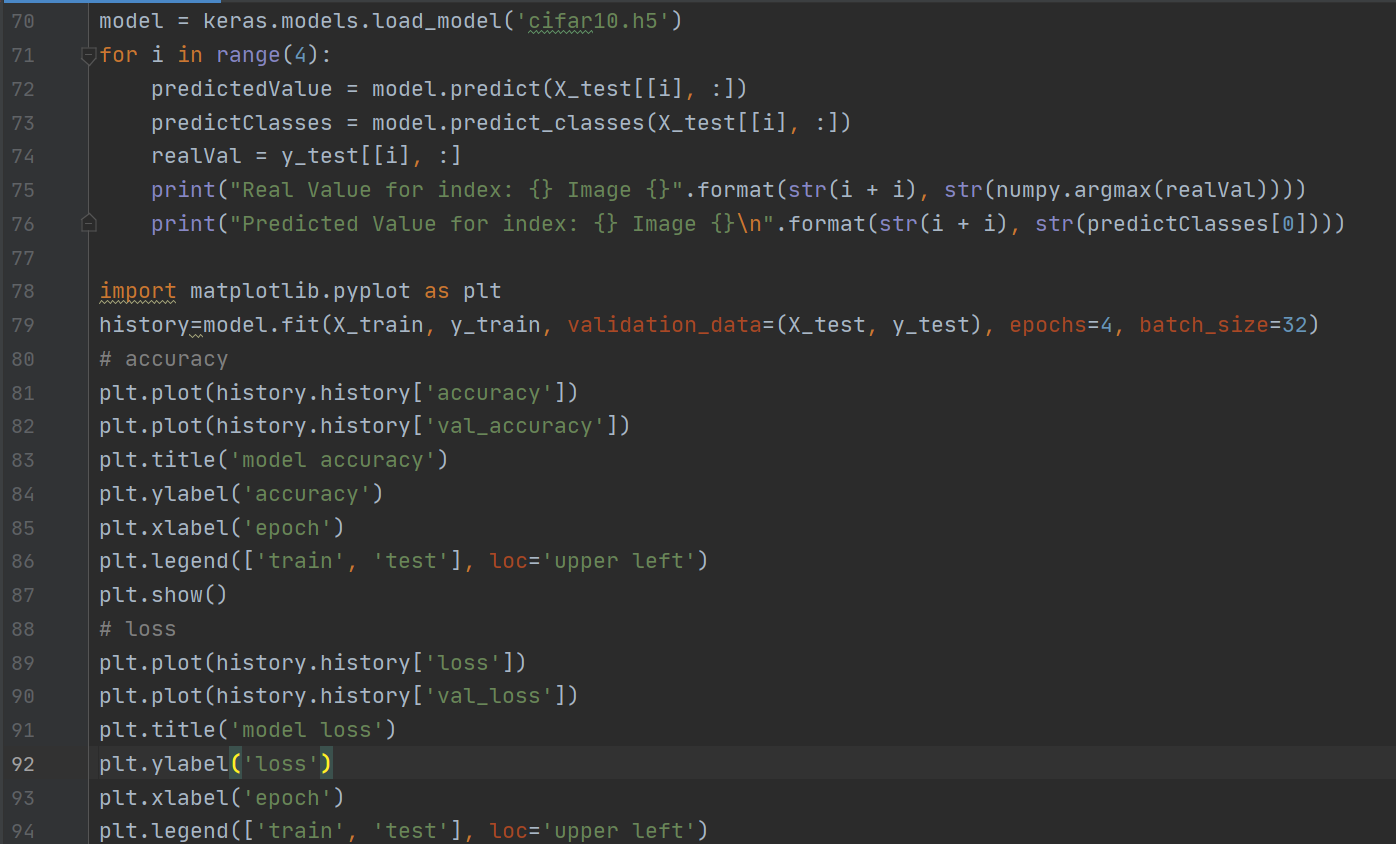 70 model = keras.models.load_model('cifar10.h5')
71 for i in range(4):
72     predictedValue = model.predict(X_test[[i], :])
73     predictClasses = model.predict_classes(X_test[[i], :])
74     realVal = y_test[[i], :]
75     print("Real Value for index: {} Image {}".format(str(i + i), str(numpy.argmax(realVal))))
76     print("Predicted Value for index: {} Image {}\n".format(str(i + i), str(predictClasses[0])))
77
78 import matplotlib.pyplot as plt
79 history=model.fit(X_train, y_train, validation_data=(X_test, y_test), epochs=4, batch_size=32)
80 # accuracy
81 plt.plot(history.history['accuracy'])
82 plt.plot(history.history['val_accuracy'])
83 plt.title('model accuracy')
84 plt.ylabel('accuracy')
85 plt.xlabel('epoch')
86 plt.legend(['train', 'test'], loc='upper left')
87 plt.show()
88 # loss
89 plt.plot(history.history['loss'])
90 plt.plot(history.history['val_loss'])
91 plt.title('model loss')
92 plt.ylabel('loss')
93 plt.xlabel('epoch')
94 plt.legend(['train', 'test'], loc='upper left')